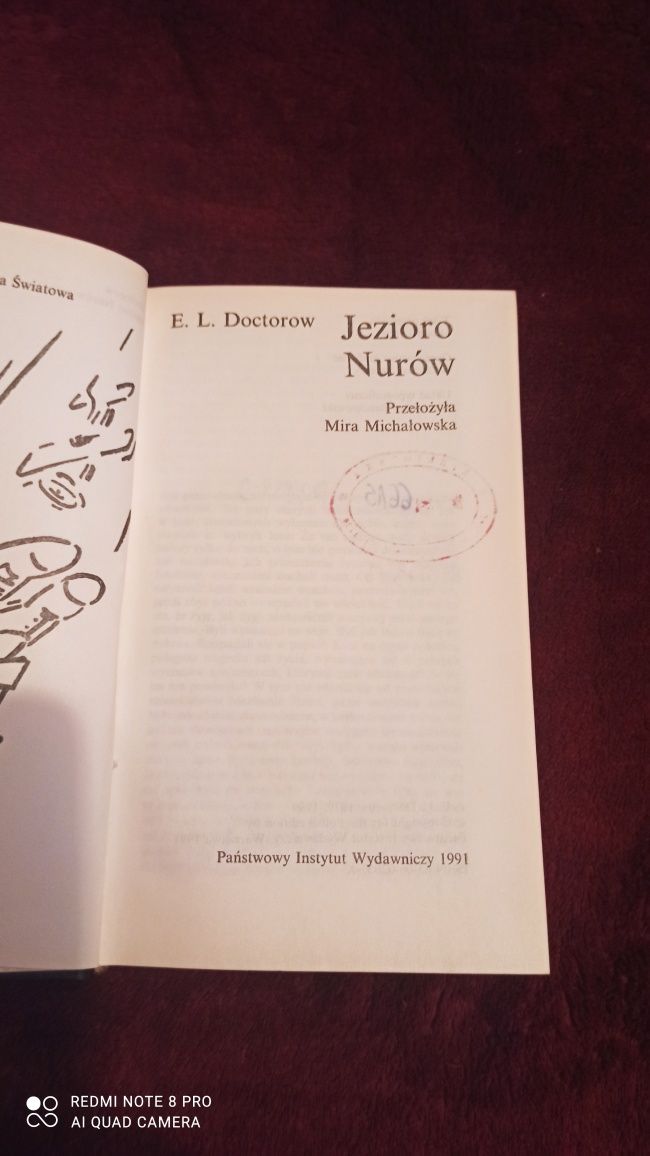 a Światowa
E. L. Doctorow
Jezioro
Nurów
Przełożyła
Mira Michałowska
Państwowy Instytut Wydawniczy 1991
REDMI NOTE 8 PRO
AI QUAD CAMERA